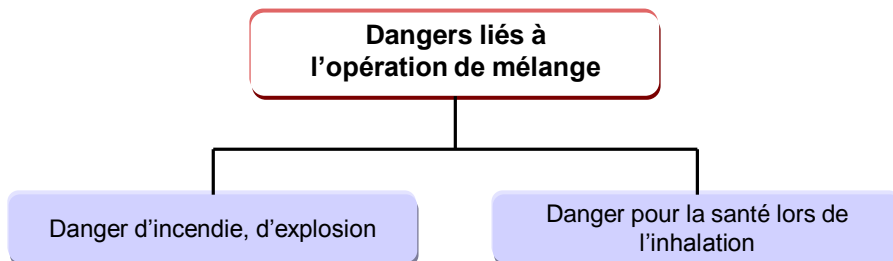 Dangers liés à
l’opération de mélange
Danger d’incendie, d’explosion
Danger pour la santé lors de
l’inhalation